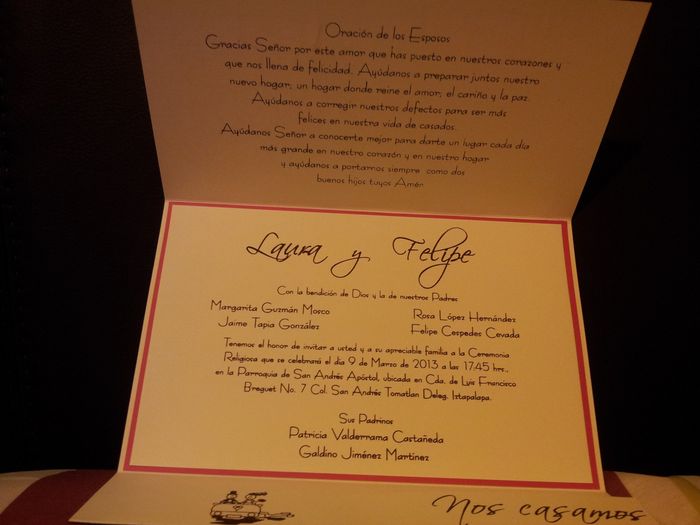 Oración de los Esposos
Gracias Señor por este amor que has puesto en nuestros corazones y
que nos llena de felicidad. Ayúdanos a preparar juntos nuestro
nuevo hogar; un hogar donde reine el amor; el cariño y la paz.
Ayúdanos a corregir nuestros defectos para ser más
felices en nuestra vida de casados.
Ayúdanos Señor a conocerte mejor para darte un lugar cada día
más grande en nuestro corazón y en nuestro hogar
y ayúdanos a portarnos siempre como dos
buenos hijos tuyos Amén
Laura y Felipe
Con la bendición de Dios y la de nuestros Padres
Margarita Guzmán Mosco
Jaime Tapia González
Rosa López Hernández
Felipe Cespedes Cevada
Tenemos el honor de invitar a usted y a su apreciable familia a la Ceremonia
Religiosa que se celebrará el día 9 de Marzo de 2013 a las 17:45 hrs.,
en la Parroquia de San Andrés Apóstol, ubicada en Cda. de Luis Francisco
Breguet No. 7 Col. San Andrés Tomatlan Deleg. Iztapalapa.
Sus Padrinos
Patricia Valderrama Castañeda
Galdino Jiménez Martinez
Nos casamos